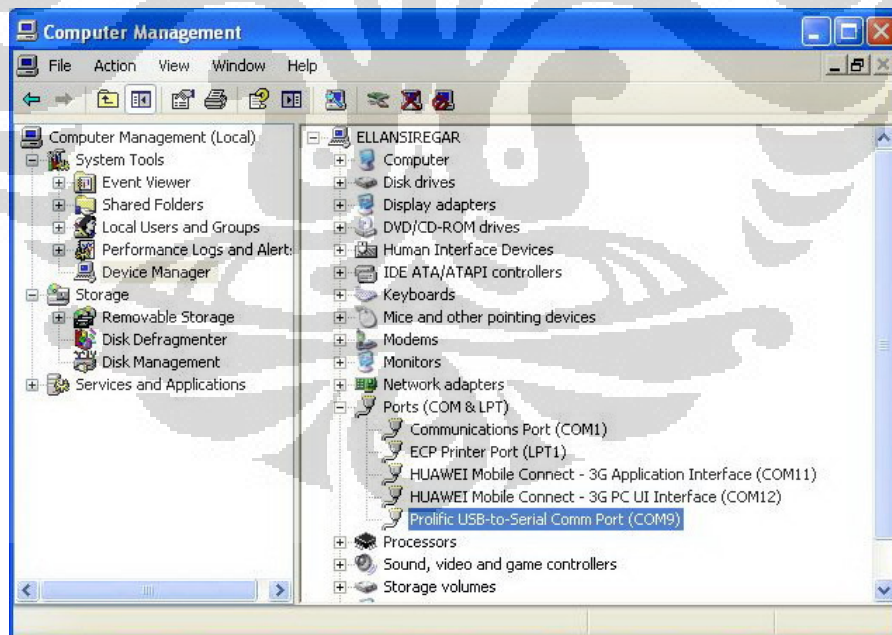 Computer Management
File Action View Window Help
Computer Management (Local)
System Tools
Event Viewer
Shared Folders
Local Users and Groups
Performance Logs and Alert:
Device Manager
Storage
Removable Storage
Disk Defragmenter
Disk Management
Services and Applications
ELLANSIREGAR
Computer
Disk drives
Display adapters
DVD/CD-ROM drives
Human Interface Devices
IDE ATA/ATAPI controllers
Keyboards
Mice and other pointing devices
Modems
Monitors
Network adapters
Ports (COM & LPT)
Communications Port (COM1)
ECP Printer Port (LPT1)
HUAWEI Mobile Connect - 3G Application Interface (COM11)
HUAWEI Mobile Connect - 3G PC UI Interface (COM12)
Prolific USB-to-Serial Comm Port (COM9)
Processors
Sound, video and game controllers
Storage volumes